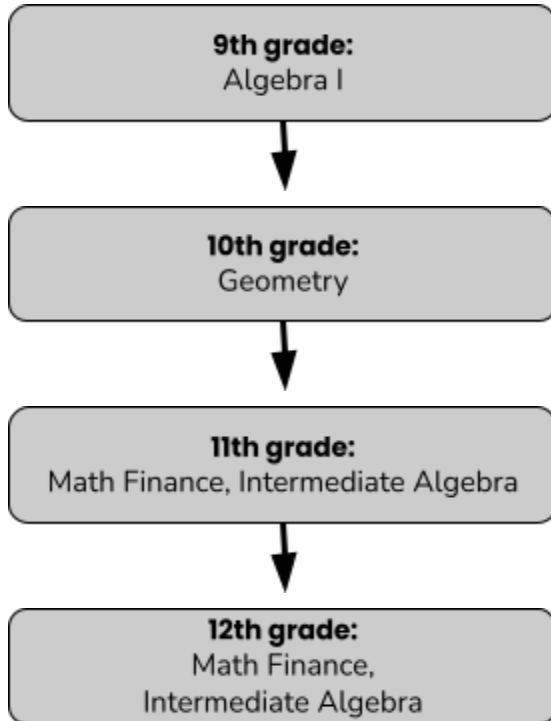 9th grade:
Algebra I
10th grade:
Geometry
11th grade:
Math Finance, Intermediate Algebra
12th grade:
Math Finance,
Intermediate Algebra